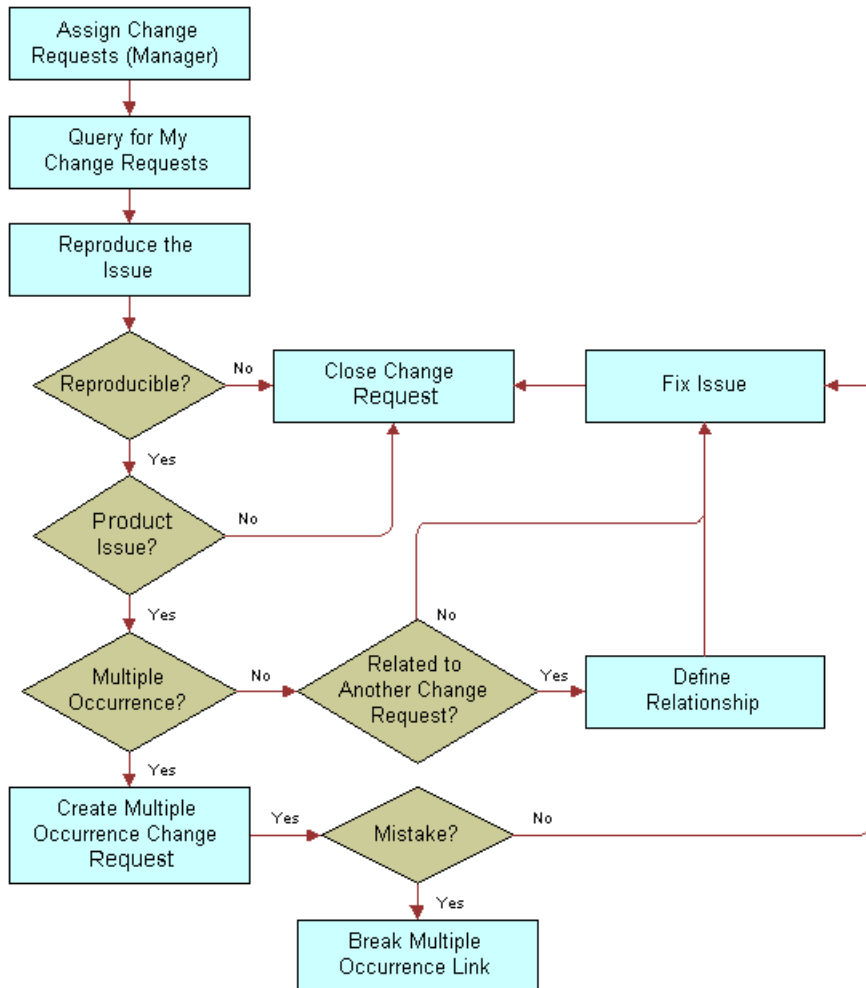 Assign Change
Requests (Manager)
Query for My
Change Requests
Reproduce the
Issue
Reproducible?
No
Close Change
Request
Fix Issue
Yes
Product
Issue?
No
Yes
No
Multiple
Occurrence?
No
Related to
Another Change
Request?
Yes
Define
Relationship
Yes
Create Multiple
Occurrence Change
Request
Yes
Mistake?
No
Yes
Break Multiple
Occurrence Link